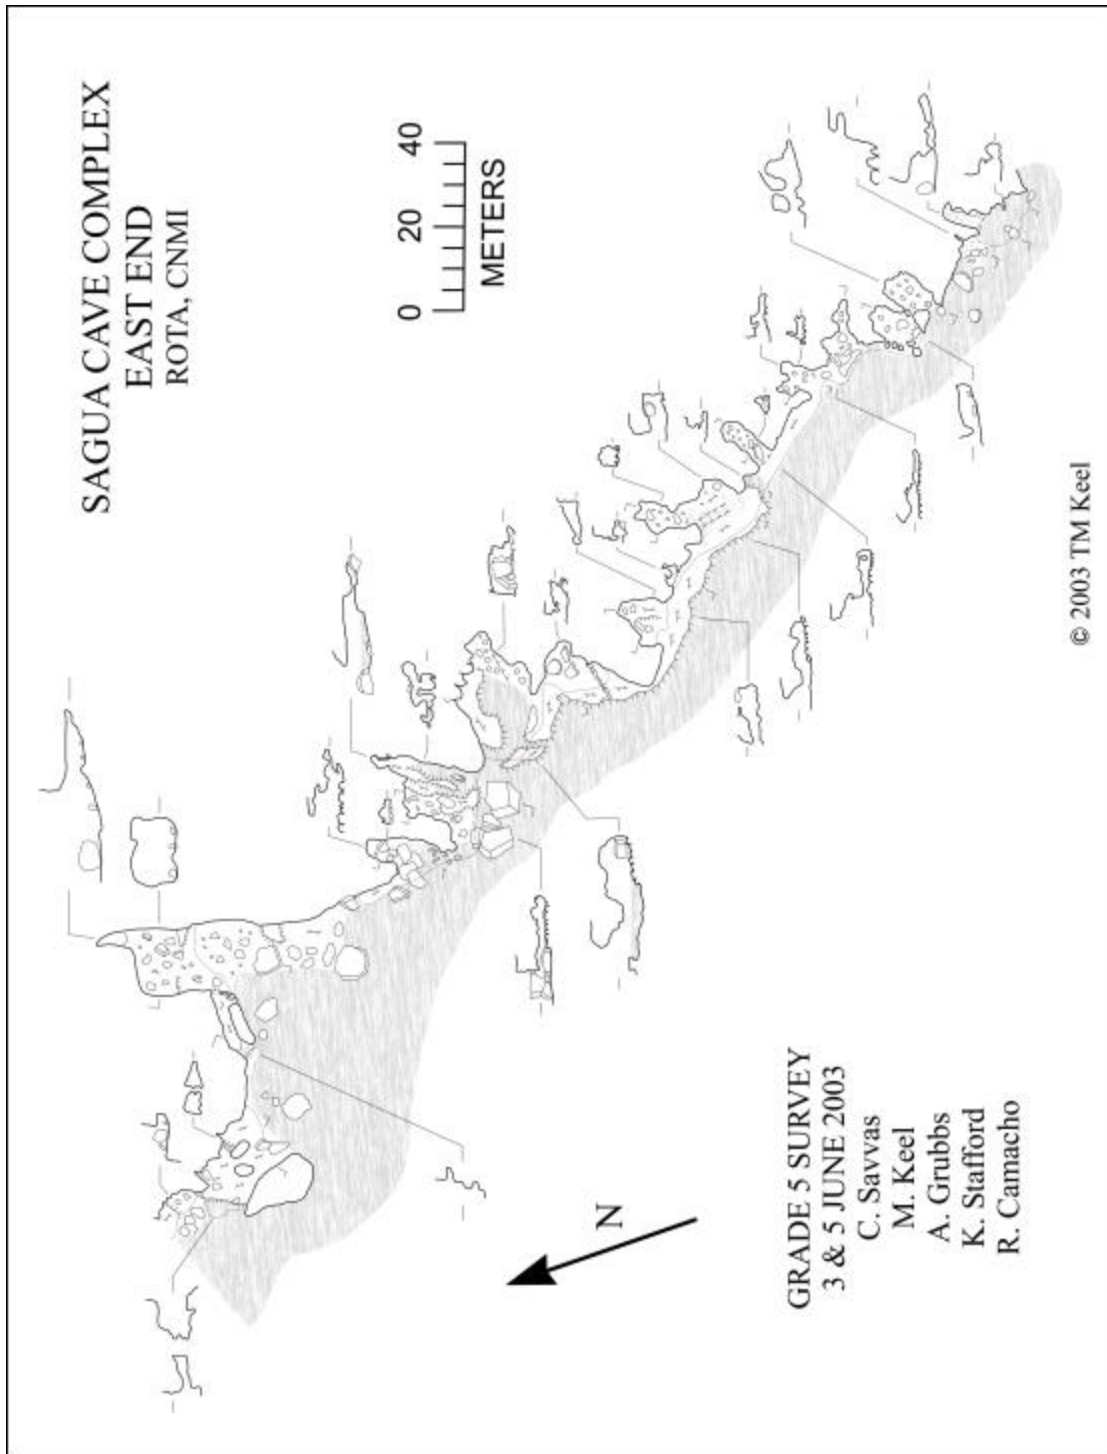 SAGUA CAVE COMPLEX
EAST END
ROTA, CNMI
0 20 40
METERS
N
GRADE 5 SURVEY
3 & 5 JUNE 2003
C. Savvas
M. Keel
A. Grubbs
K. Stafford
R. Camacho
© 2003 TM Keel